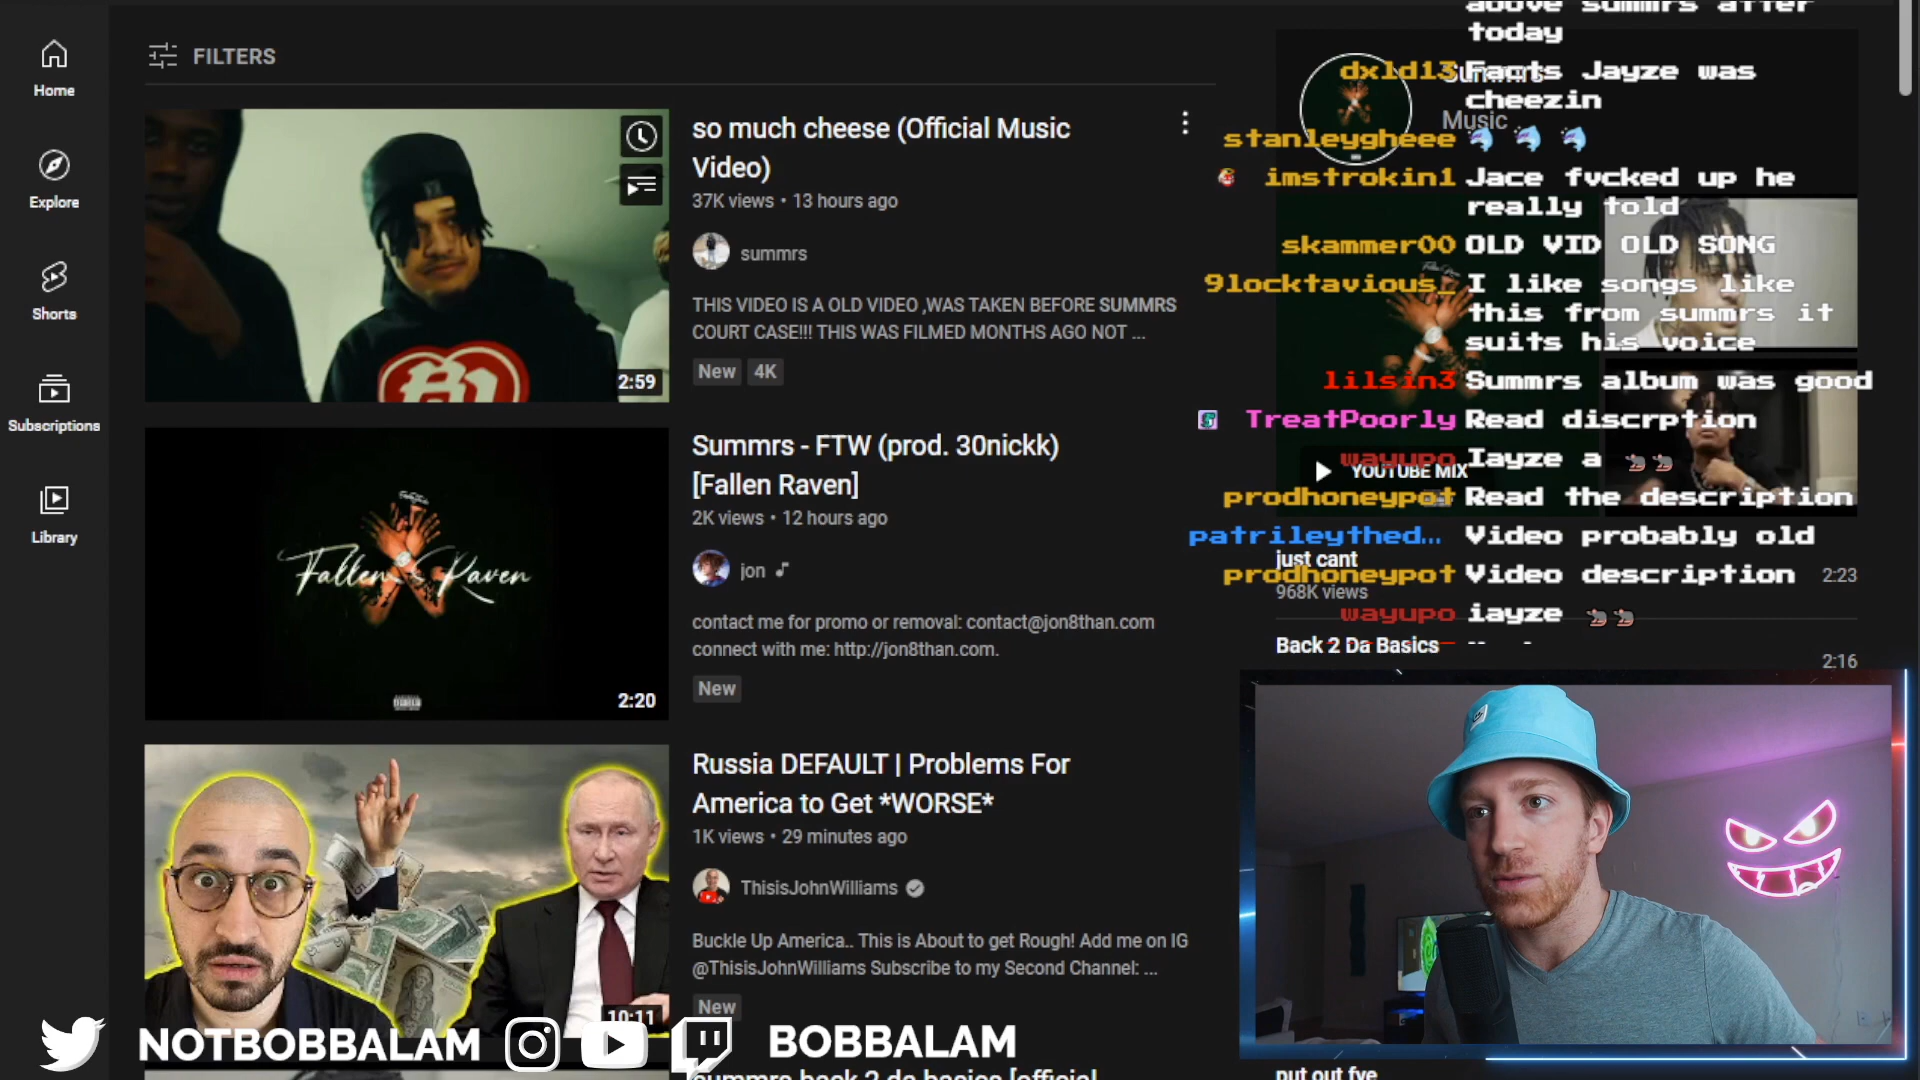 Home
Explore
Shorts
Subscriptions
Library
FILTERS
so much cheese (Official Music
Video)
37K views • 13 hours ago
summrs
THIS VIDEO IS A OLD VIDEO ,WAS TAKEN BEFORE SUMMRS
COURT CASE!!! THIS WAS FILMED MONTHS AGO NOT ...
New 4K
2:59
Summrs - FTW (prod. 30nickk)
[Fallen Raven]
2K views • 12 hours ago
jon
contact me for promo or removal: contact@jon8than.com
connect with me: http://jon8than.com.
New
Fallen Raven
2:20
Russia DEFAULT | Problems For
America to Get *WORSE*
1K views • 29 minutes ago
ThisisJohnWilliams
Buckle Up America.. This is About to get Rough! Add me on IG
@ThisisJohnWilliams Subscribe to my Second Channel: ...
New
10:11
summrs back 2 da basics [official
Summrs
Music
above summrs after
today
dxld13 Facts Jayze was
cheezin
stanleygheee
imstrokin1 Jace fvcked up he
really told
skammer00 OLD VID OLD SONG
9locktavious_ I like songs like
this from summrs it
suits his voice
lilsin3 Summrs album was good
TreatPoorly Read discrption
wayupo Iayze a
YOUTUBE MIX
prodhoneypot Read the description
patrileythed... Video probably old
just cant
prodhoneypot Video description
2:23
968K views
wayupo iayze
Back 2 Da Basics
2:16
put out fye
NOTBOBBALAM
BOBBALAM